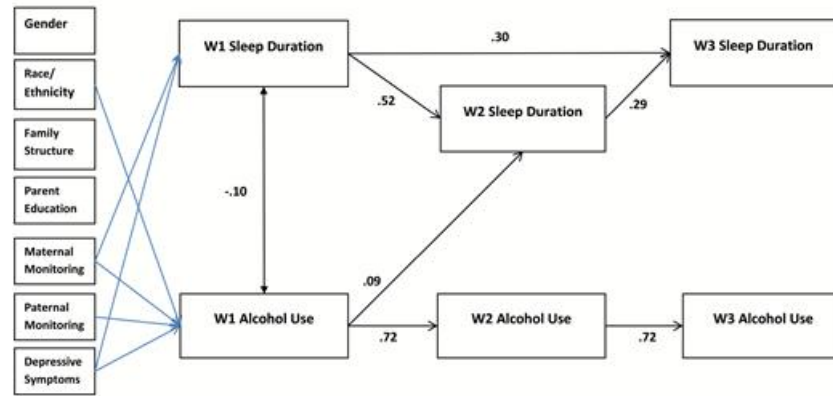 Gender
Race/
Ethnicity
Family
Structure
Parent
Education
Maternal
Monitoring
Paternal
Monitoring
Depressive
Symptoms
W1 Sleep Duration
.30
W3 Sleep Duration
.52
W2 Sleep Duration
.29
-.10
.09
W1 Alcohol Use
.72
W2 Alcohol Use
.72
W3 Alcohol Use